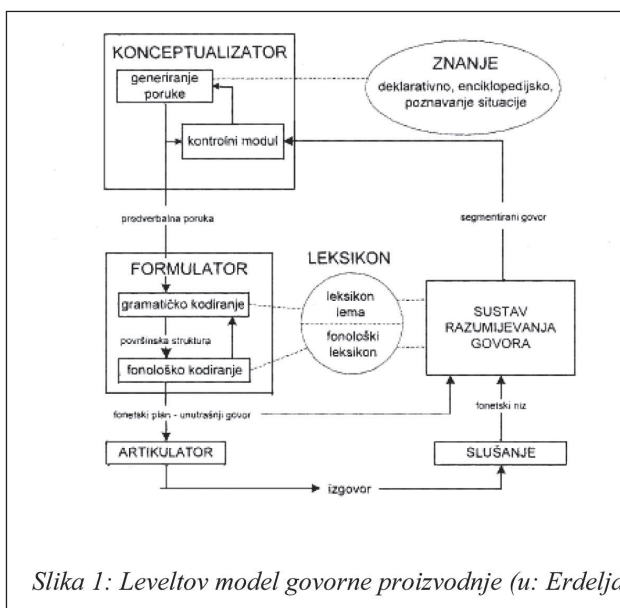 KONCEPTUALIZATOR
generiranje
poruke
kontrolni modul
ZNANJE
deklarativno, enciklopedijsko,
poznavanje situacije
predverbalna poruka
segmentirani govor
FORMULATOR
gramatičko kodiranje
površinska struktura
fonološko kodiranje
LEKSIKON
leksikon
lema
fonološki
leksikon
SUSTAV
RAZUMIJEVANJA
GOVORA
fonetski plan - unutrašnji govor
fonetski niz
ARTIKULATOR
SLUŠANJE
izgovor
Slika 1: Leveltov model govorne proizvodnje (u: Erdelja